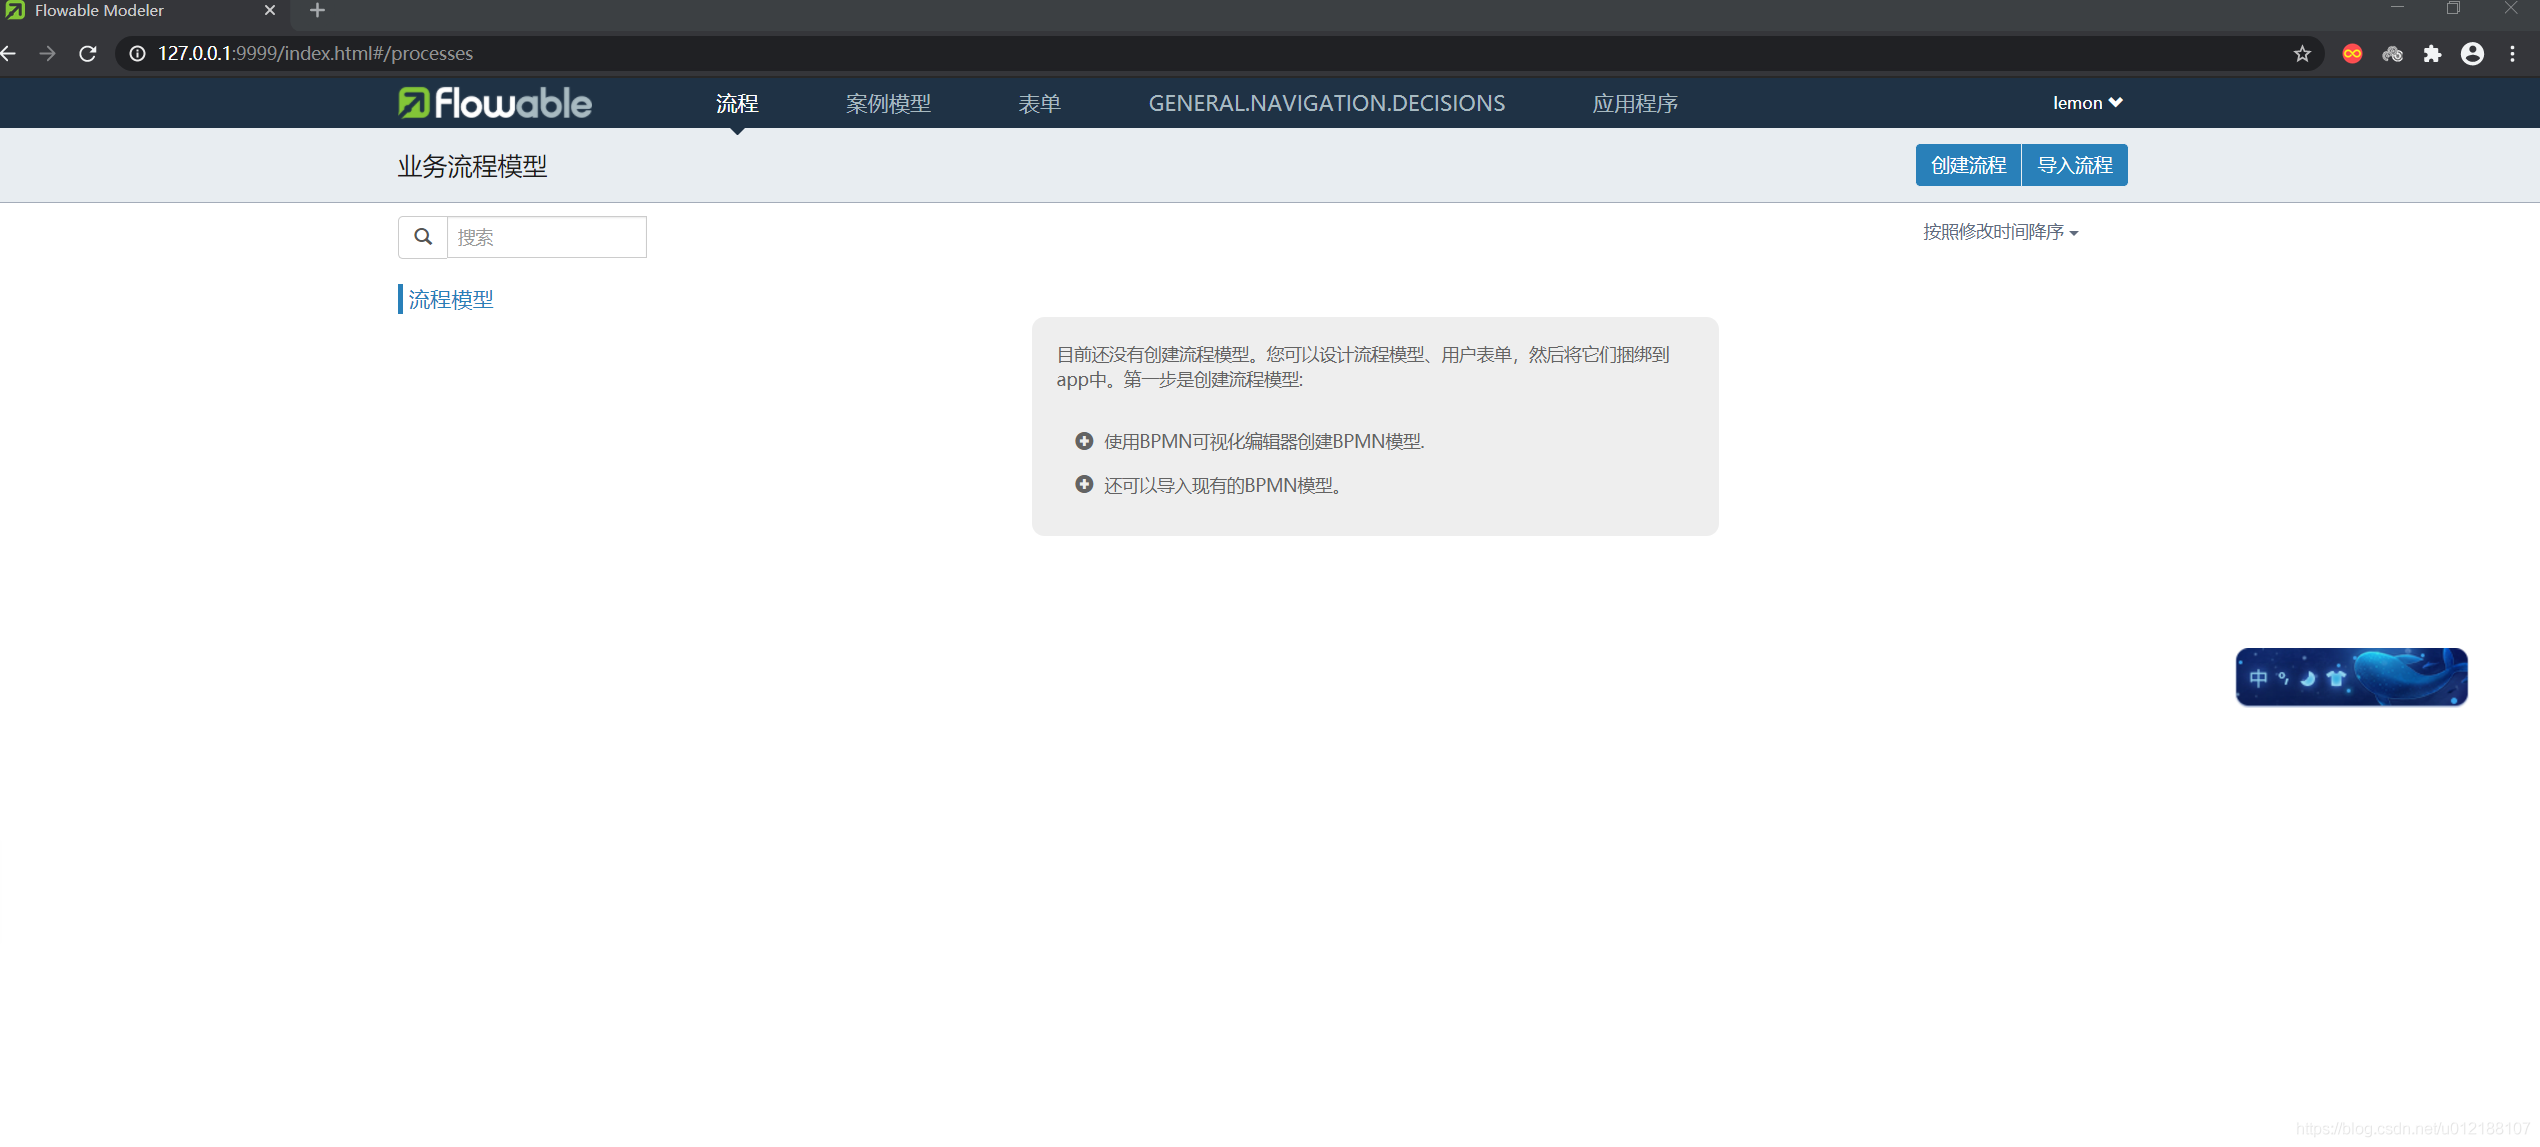 Flowable Modeler
127.0.0.1:9999/index.html#/processes
Flowable
流程
案例模型
表单
GENERAL.NAVIGATION.DECISIONS
应用程序
lemon
业务流程模型
创建流程
导入流程
搜索
按照修改时间降序
流程模型
目前还没有创建流程模型。您可以设计流程模型、用户表单，然后将它们捆绑到
app中。第一步是创建流程模型:
使用BPMN可视化编辑器创建BPMN模型.
还可以导入现有的BPMN模型。
中
https://blog.csdn.net/u012188107